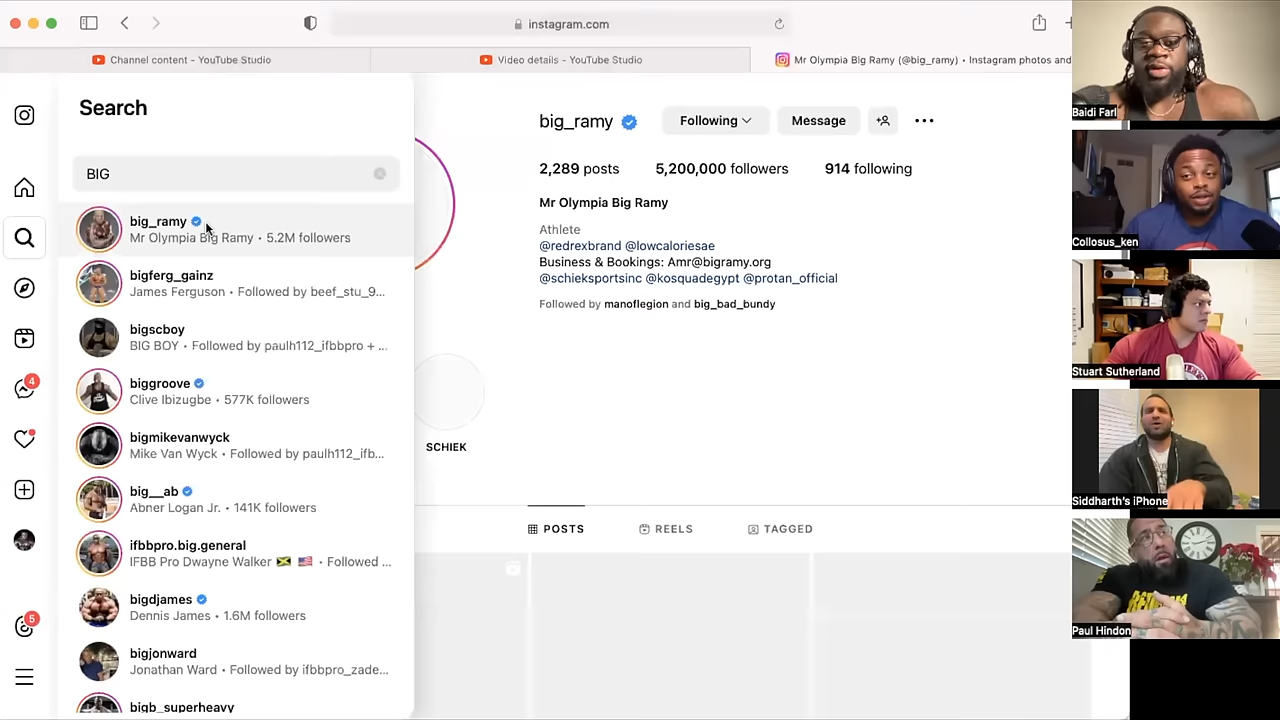 instagram.com
Channel content - YouTube Studio
Video details - YouTube Studio
Mr Olympia Big Ramy (@big_ramy) • Instagram photos and
Search
BIG
big_ramy
Mr Olympia Big Ramy • 5.2M followers
bigferg_gainz
James Ferguson • Followed by beef_stu_9...
bigscboy
BIG BOY • Followed by paulh112_ifbbpro + ...
biggroove
Clive Ibizugbe • 577K followers
bigmikevanwyck
Mike Van Wyck • Followed by paulh112_ifb...
big__ab
Abner Logan Jr. • 141K followers
ifbbpro.big.general
IFBB Pro Dwayne Walker 🇯🇲 🇺🇸 • Followed ...
bigdjames
Dennis James • 1.6M followers
bigjonward
Jonathan Ward • Followed by ifbbpro_zade...
bigb_superheavy
4
5
big_ramy
Following
Message
2,289 posts
5,200,000 followers
914 following
Mr Olympia Big Ramy
Athlete
@redrexbrand @lowcaloriesae
Business & Bookings: Amr@bigramy.org
@schieksportsinc @kosquadegypt @protan_official
Followed by manoflegion and big_bad_bundy
SCHIEK
POSTS
REELS
TAGGED
Baidi Farl
Collosus_ken
Stuart Sutherland
Siddharth's iPhone
Paul Hindon